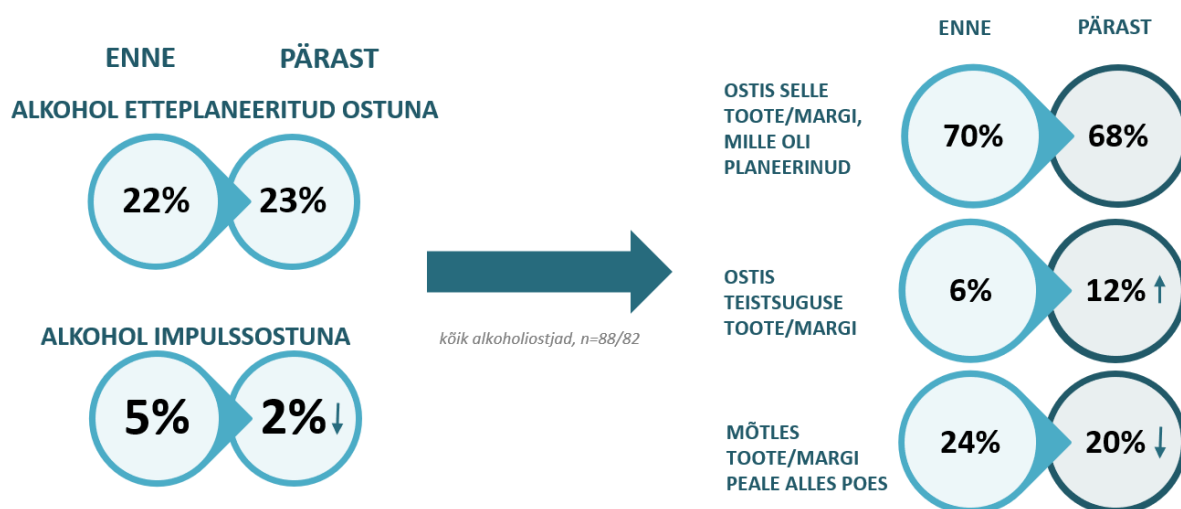 ENNE PÄRAST
ALKOHOL ETTEPLANEERITUD OSTUNA
22% 23%
ALKOHOL IMPULSSOSTUNA
5% 2%↓
kõik alkoholiostjad, n=88/82
ENNE PÄRAST
OSTIS SELLE
TOOTE/MARGI,
MILLE OLI
PLANEERINUD
70% 68%
OSTIS
TEISTSUGUSE
TOOTE/MARGI
6% 12%↑
MÕTLES
TOOTE/MARGI
PEALE ALLES POES
24% 20%↓